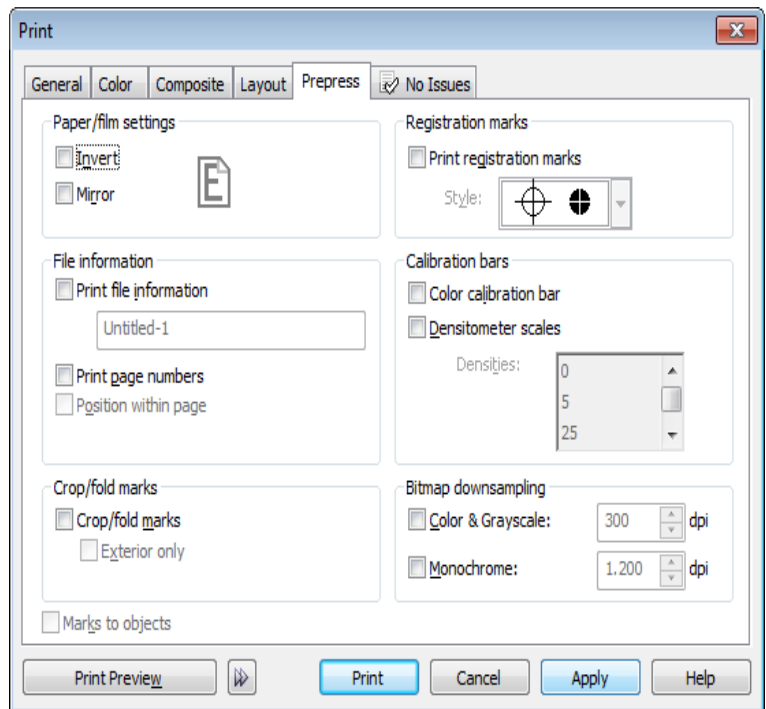 Print
General Color Composite Layout Prepress No Issues
Paper/film settings
Invert
Mirror
E
Registration marks
Print registration marks
Style:
File information
Print file information
Untitled-1
Print page numbers
Position within page
Calibration bars
Color calibration bar
Densitometer scales
Densities:
0
5
25
Crop/fold marks
Crop/fold marks
Exterior only
Bitmap downsampling
Color & Grayscale: 300 dpi
Monochrome: 1.200 dpi
Marks to objects
Print Preview Print Cancel Apply Help